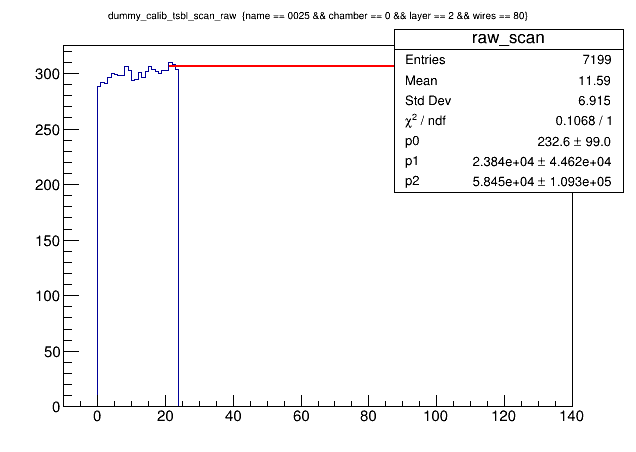 dummy_calib_tsbl_scan_raw {name == 0025 && chamber == 0 && layer == 2 && wires == 80}
raw_scan
Entries 7199
Mean 11.59
Std Dev 6.915
χ² / ndf 0.1068 / 1
p0 232.6 ± 99.0
p1 2.384e+04 ± 4.462e+04
p2 5.845e+04 ± 1.093e+05
300
250
200
150
100
50
0
0 20 40 60 80 100 120 140